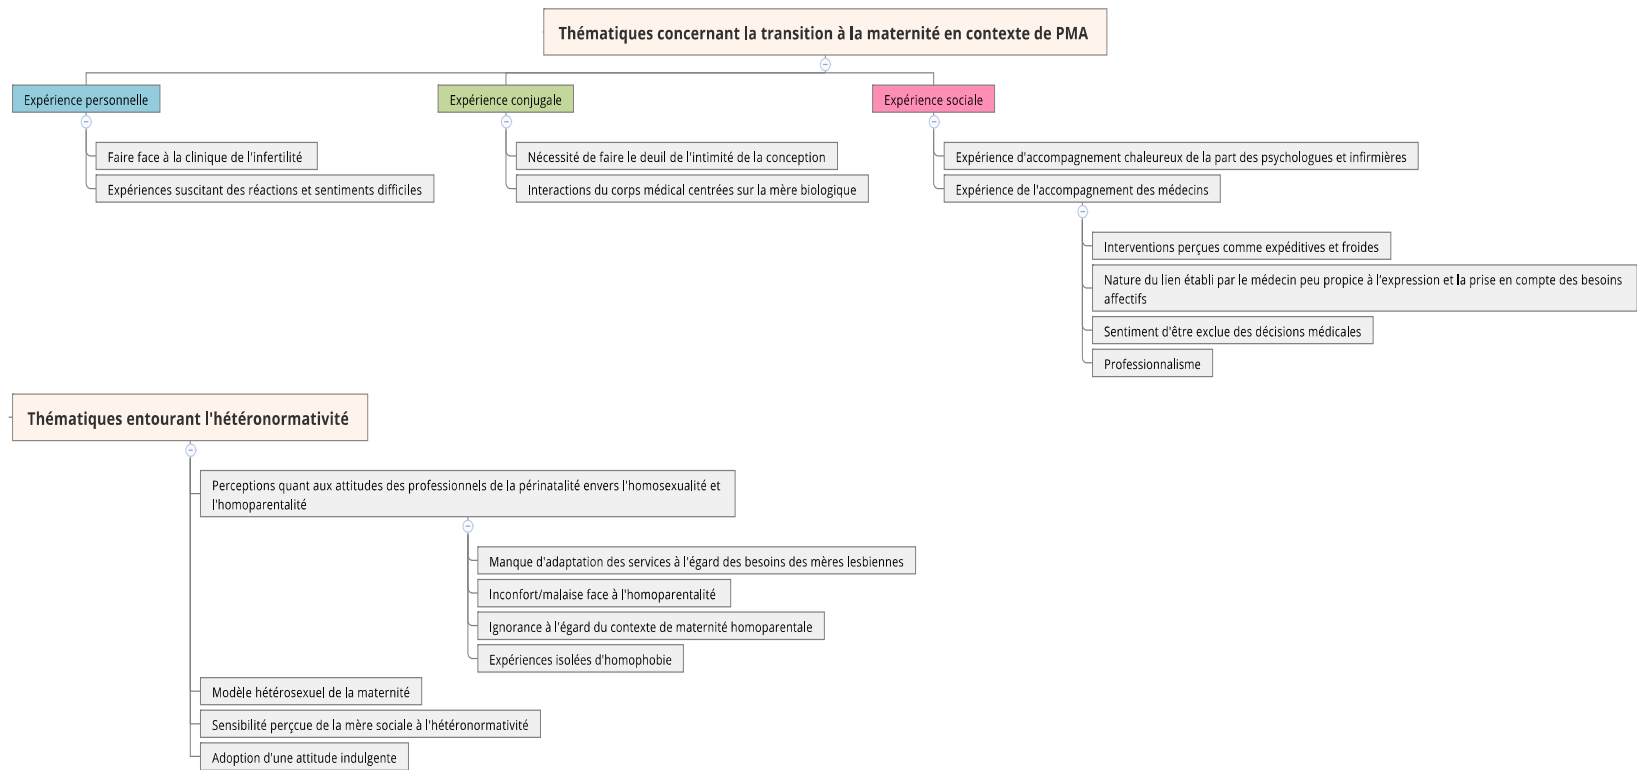 Thématiques concernant la transition à la maternité en contexte de PMA
Expérience personnelle
Faire face à la clinique de l'infertilité
Expériences suscitant des réactions et sentiments difficiles
Expérience conjugale
Nécessité de faire le deuil de l'intimité de la conception
Interactions du corps médical centrées sur la mère biologique
Expérience sociale
Expérience d'accompagnement chaleureux de la part des psychologues et infirmières
Expérience de l'accompagnement des médecins
Interventions perçues comme expéditives et froides
Nature du lien établi par le médecin peu propice à l'expression et la prise en compte des besoins
affectifs
Sentiment d'être exclue des décisions médicales
Professionnalisme
Thématiques entourant l'hétéronormativité
Perceptions quant aux attitudes des professionnels de la périnatalité envers l'homosexualité et
l'homoparentalité
Manque d'adaptation des services à l'égard des besoins des mères lesbiennes
Inconfort/malaise face à l'homoparentalité
Ignorance à l'égard du contexte de maternité homoparentale
Expériences isolées d'homophobie
Modèle hétérosexuel de la maternité
Sensibilité perçcue de la mère sociale à l'hétéronormativité
Adoption d'une attitude indulgente